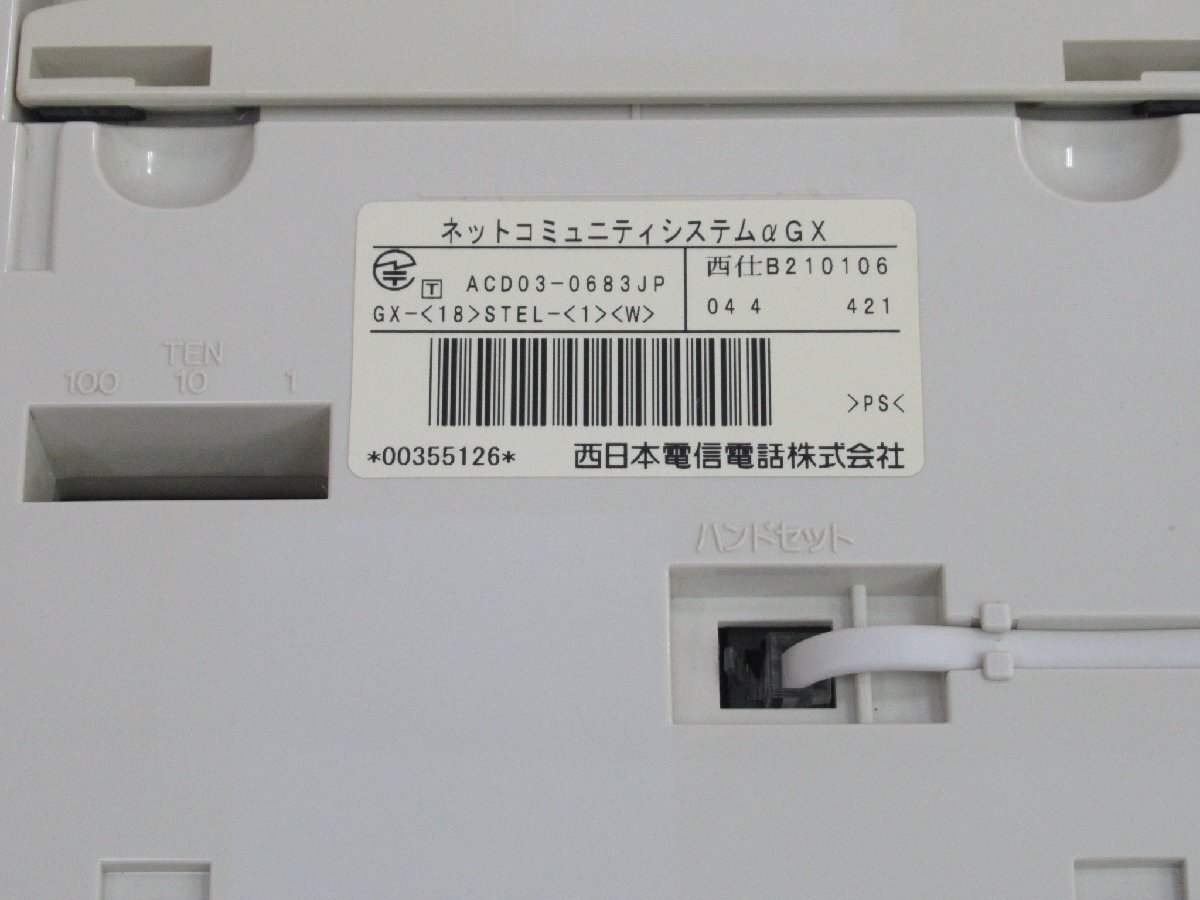 ネットコミュニティシステムαGX
T ACD03-0683JP
GX-<18>STEL-<1><W>
西仕B210106
04 4 421
>PS<
*00355126*
西日本電信電話株式会社
TEN
100 10 1
ハンドセット